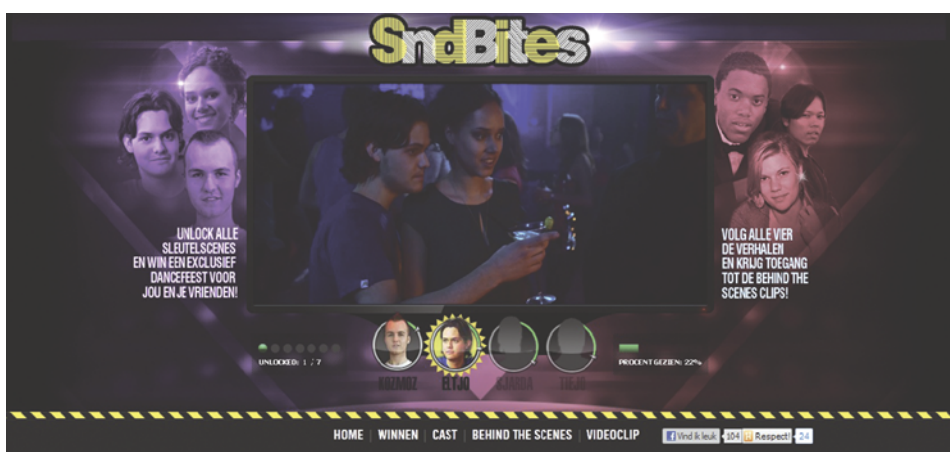 SndBites
UNLOCK ALLE
SLEUTELSCENES
EN WIN EEN EXCLUSIEF
DANCEFEEST VOOR
JOU EN JE VRIENDEN!
VOLG ALLE VIER
DE VERHALEN
EN KRIJG TOEGANG
TOT DE BEHIND THE
SCENES CLIPS!
UNLOCKED: 1 / 7
PROCENT GEZIEN: 22%
KOZMOZ ELTJO
HOME | WINNEN | CAST | BEHIND THE SCENES | VIDEOCLIP
Vind ik leuk 104 Respect! 24